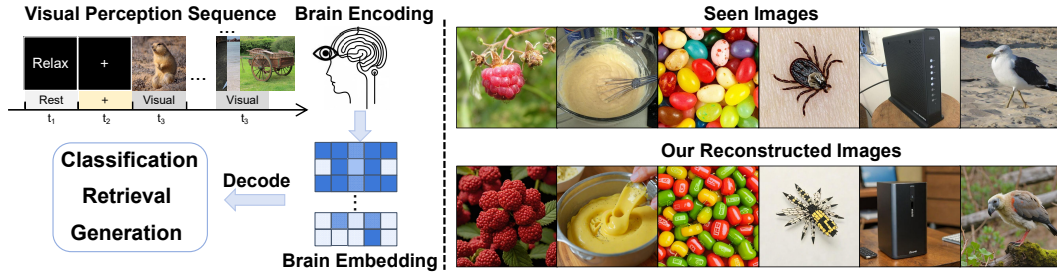 Visual Perception Sequence
Relax
+
...
...
Rest
+
Visual
Visual
t1
t2
t3
t3
Brain Encoding
Classification
Retrieval
Generation
Decode
...
Brain Embedding
Seen Images
Our Reconstructed Images